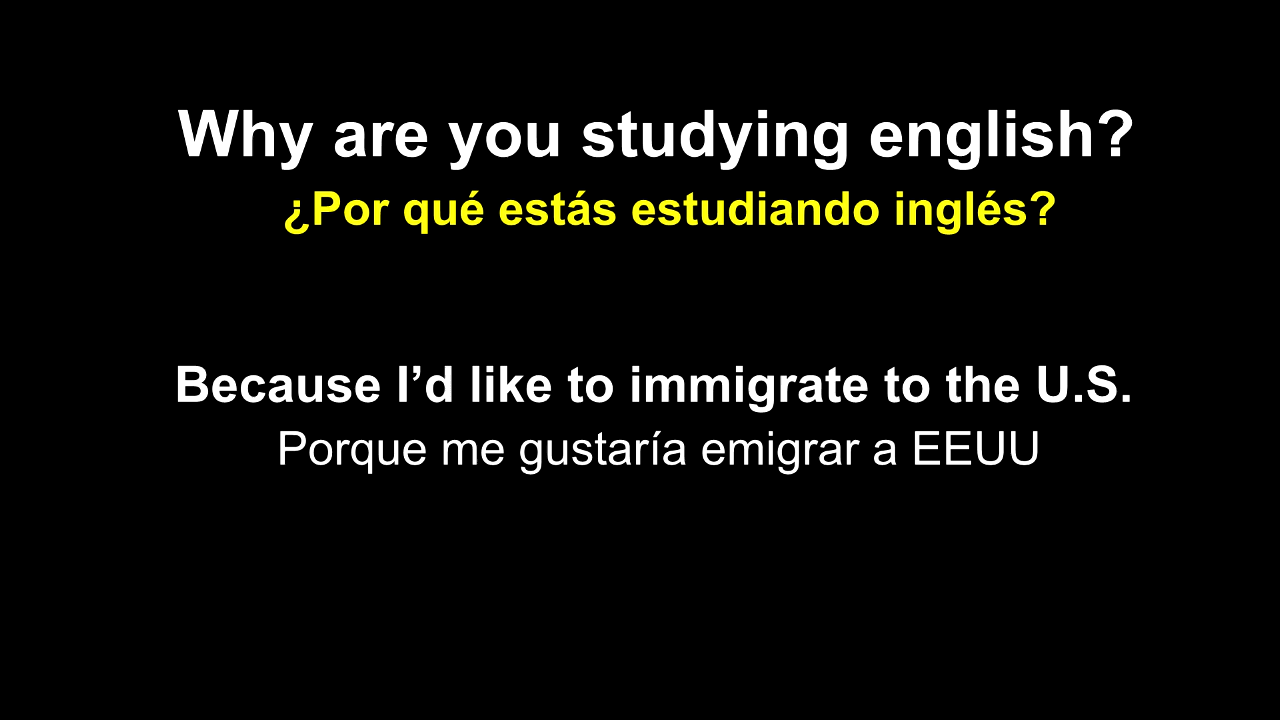 Why are you studying english?
¿Por qué estás estudiando inglés?
Because I’d like to immigrate to the U.S.
Porque me gustaría emigrar a EEUU